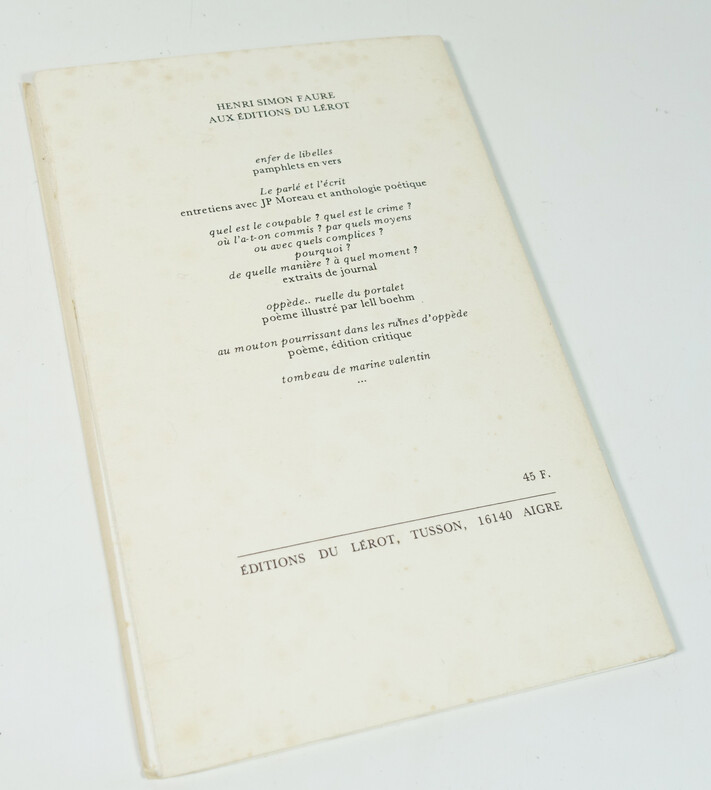 HENRI SIMON FAURE
AUX ÉDITIONS DU LÉROT
enfer de libelles
pamphlets en vers
Le parlé et l'écrit
entretiens avec JP Moreau et anthologie poétique
quel est le coupable ? quel est le crime ?
où l'a-t-on commis ? par quels moyens
ou avec quels complices ?
pourquoi ?
de quelle manière ? à quel moment ?
extraits de journal
oppède.. ruelle du portalet
poème illustré par lell boehm
au mouton pourrissant dans les ruines d'oppède
poème, édition critique
tombeau de marine valentin
...
45 F.
ÉDITIONS DU LÉROT, TUSSON, 16140 AIGRE